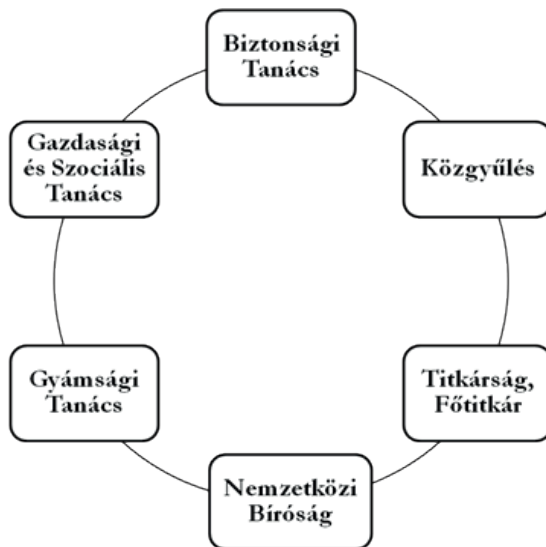 Biztonsági
Tanács
Közgyűlés
Titkárság,
Főtitkár
Nemzetközi
Bíróság
Gyámsági
Tanács
Gazdasági
és Szociális
Tanács